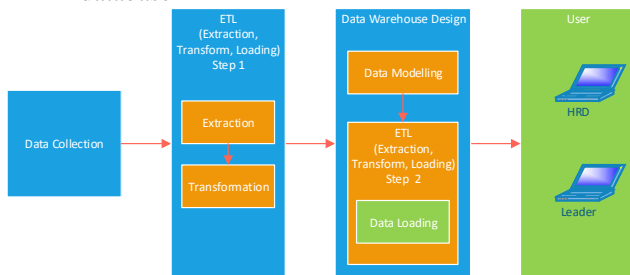 Data Collection
ETL
(Extraction,
Transform, Loading)
Step 1
Extraction
Transformation
Data Warehouse Design
Data Modelling
ETL
(Extraction,
Transform, Loading)
Step 2
Data Loading
User
HRD
Leader